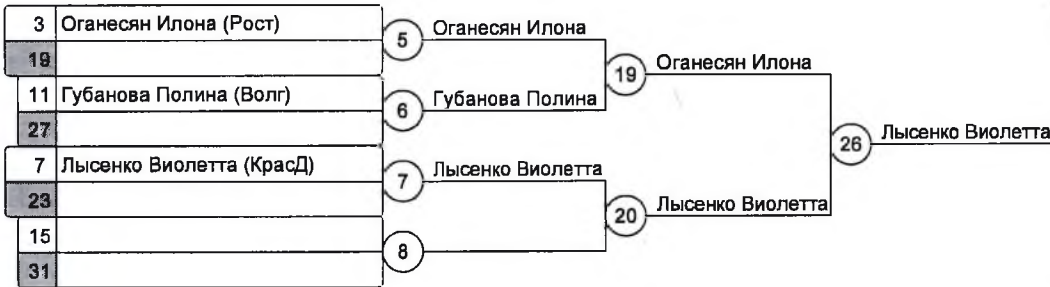 3 Оганесян Илона (Рост)
19
11 Губанова Полина (Волг)
27
7 Лысенко Виолетта (КрасД)
23
15
31
5 Оганесян Илона
6 Губанова Полина
7 Лысенко Виолетта
8
19 Оганесян Илона
20 Лысенко Виолетта
26 Лысенко Виолетта